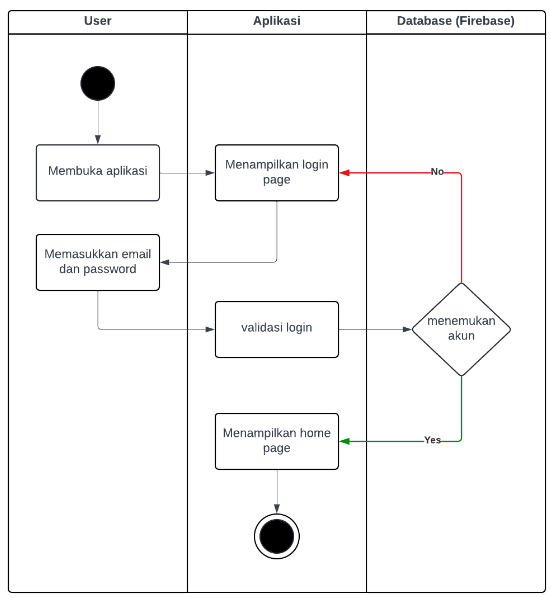 User
Aplikasi
Database (Firebase)
Membuka aplikasi
Menampilkan login
page
No
Memasukkan email
dan password
validasi login
menemukan
akun
Menampilkan home
page
Yes